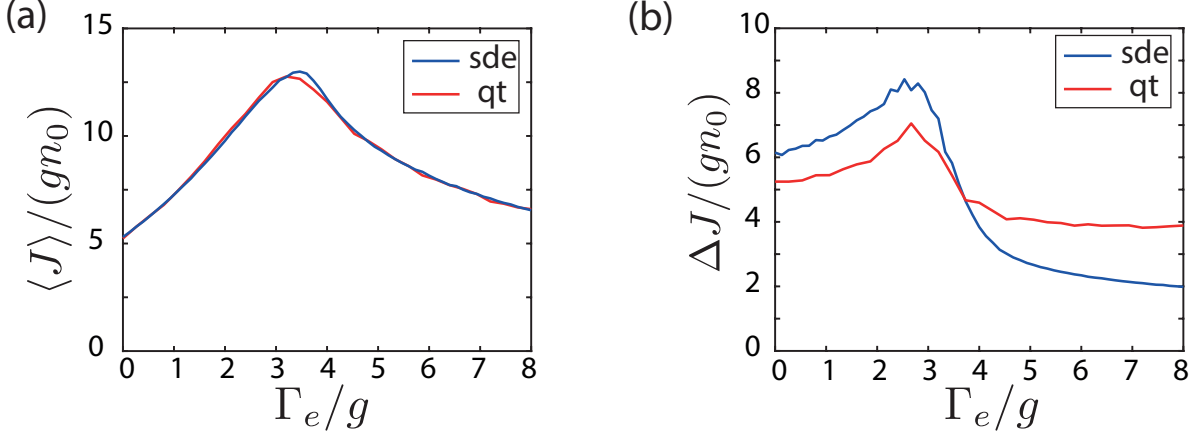 (a)
15
10
5
0
⟨J⟩/(gn₀)
sde
qt
0 1 2 3 4 5 6 7 8
Γₑ/g
(b)
10
8
6
4
2
0
ΔJ/(gn₀)
sde
qt
0 1 2 3 4 5 6 7 8
Γₑ/g